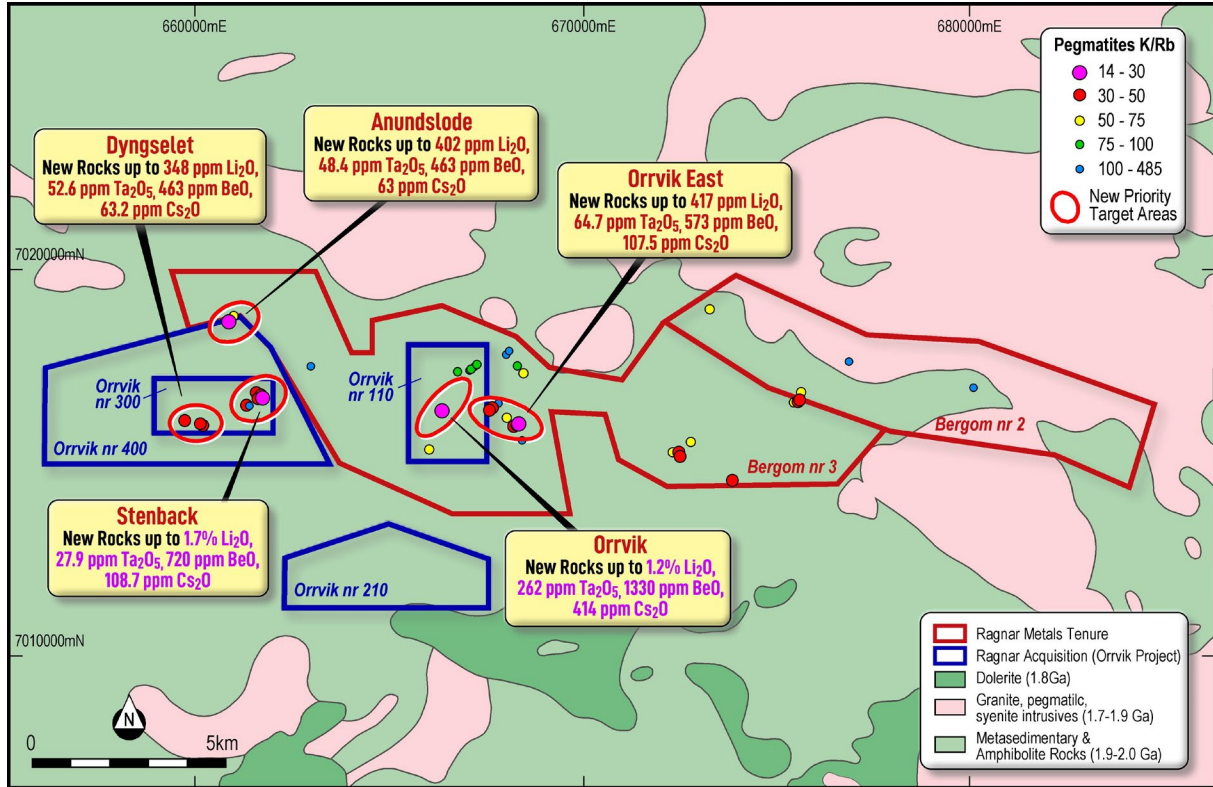 660000mE
670000mE
680000mE
Pegmatites K/Rb
14 - 30
30 - 50
50 - 75
75 - 100
100 - 485
New Priority
Target Areas
Dyngselet
New Rocks up to 348 ppm Li₂O,
52.6 ppm Ta₂O₅, 463 ppm BeO,
63.2 ppm Cs₂O
Anundslode
New Rocks up to 402 ppm Li₂O,
48.4 ppm Ta₂O₅, 463 ppm BeO,
63 ppm Cs₂O
Orrvik East
New Rocks up to 417 ppm Li₂O,
64.7 ppm Ta₂O₅, 573 ppm BeO,
107.5 ppm Cs₂O
7020000mN
Orrvik
nr 300
Orrvik
nr 110
Orrvik nr 400
Bergom nr 2
Bergom nr 3
Stenback
New Rocks up to 1.7% Li₂O,
27.9 ppm Ta₂O₅, 720 ppm BeO,
108.7 ppm Cs₂O
Orrvik
New Rocks up to 1.2% Li₂O,
262 ppm Ta₂O₅, 1330 ppm BeO,
414 ppm Cs₂O
Orrvik nr 210
7010000mN
N
0
5km
Ragnar Metals Tenure
Ragnar Acquisition (Orrvik Project)
Dolerite (1.8Ga)
Granite, pegmatilc,
syenite intrusives (1.7-1.9 Ga)
Metasedimentary &
Amphibolite Rocks (1.9-2.0 Ga)